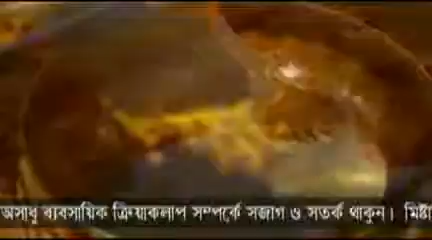 অসাধু ব্যবসায়িক ক্রিয়াকলাপ সম্পর্কে সজাগ ও সতর্ক থাকুন। মিষ্টা